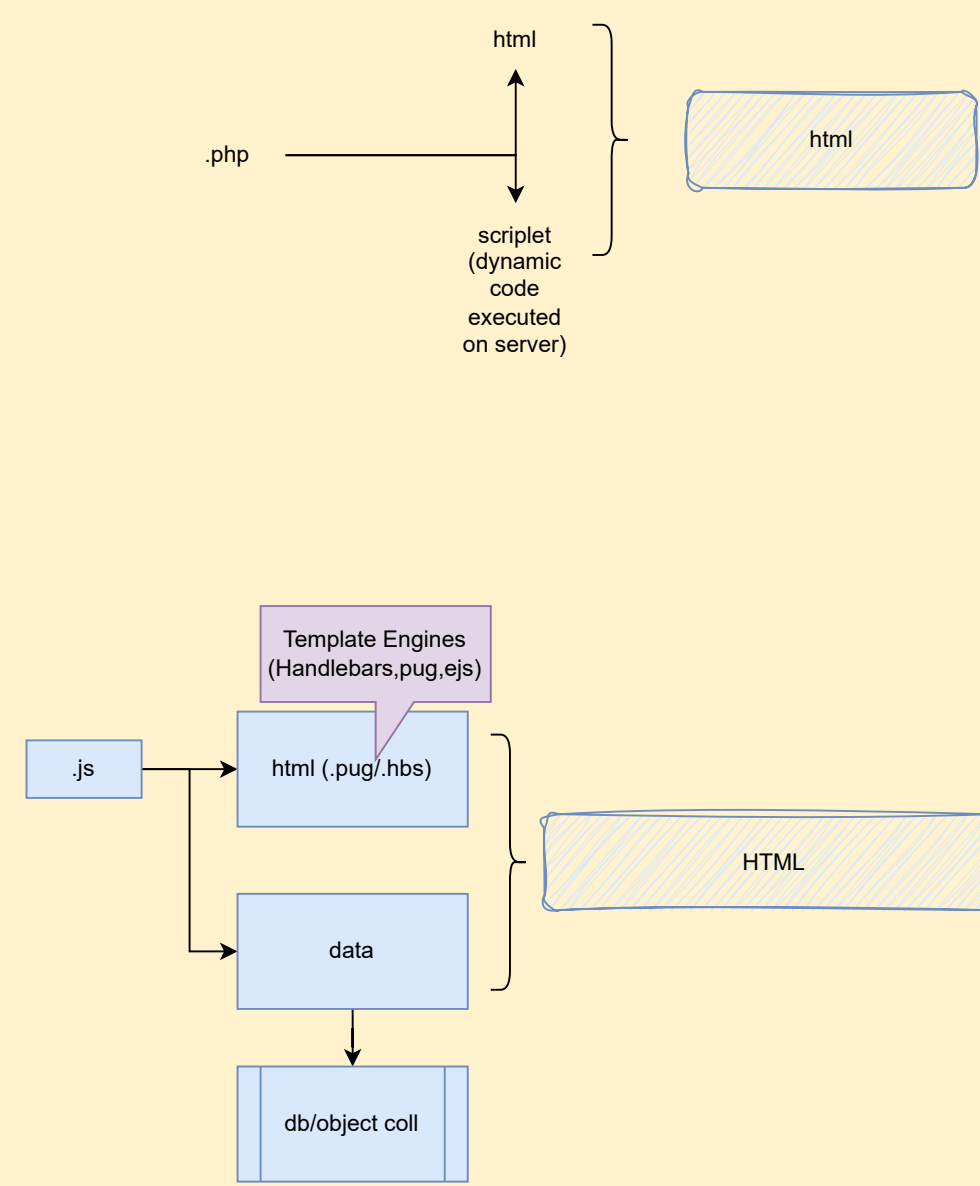 html
.php
html
scriplet
(dynamic
code
executed
on server)
Template Engines
(Handlebars,pug,ejs)
.js
html (.pug/.hbs)
HTML
data
db/object coll